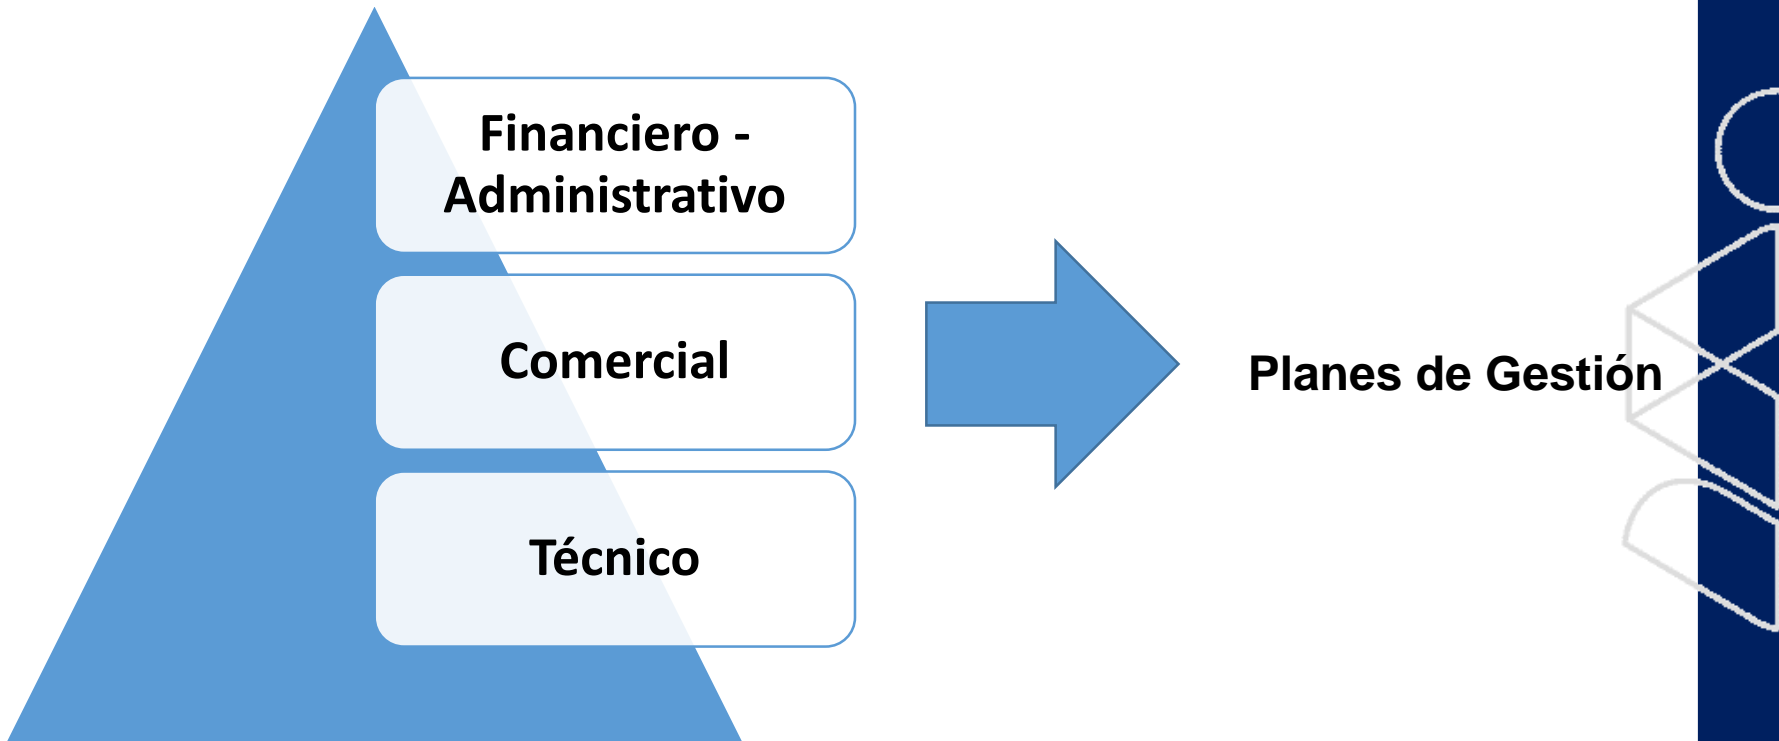 Financiero -
Administrativo
Comercial
Técnico
Planes de Gestión